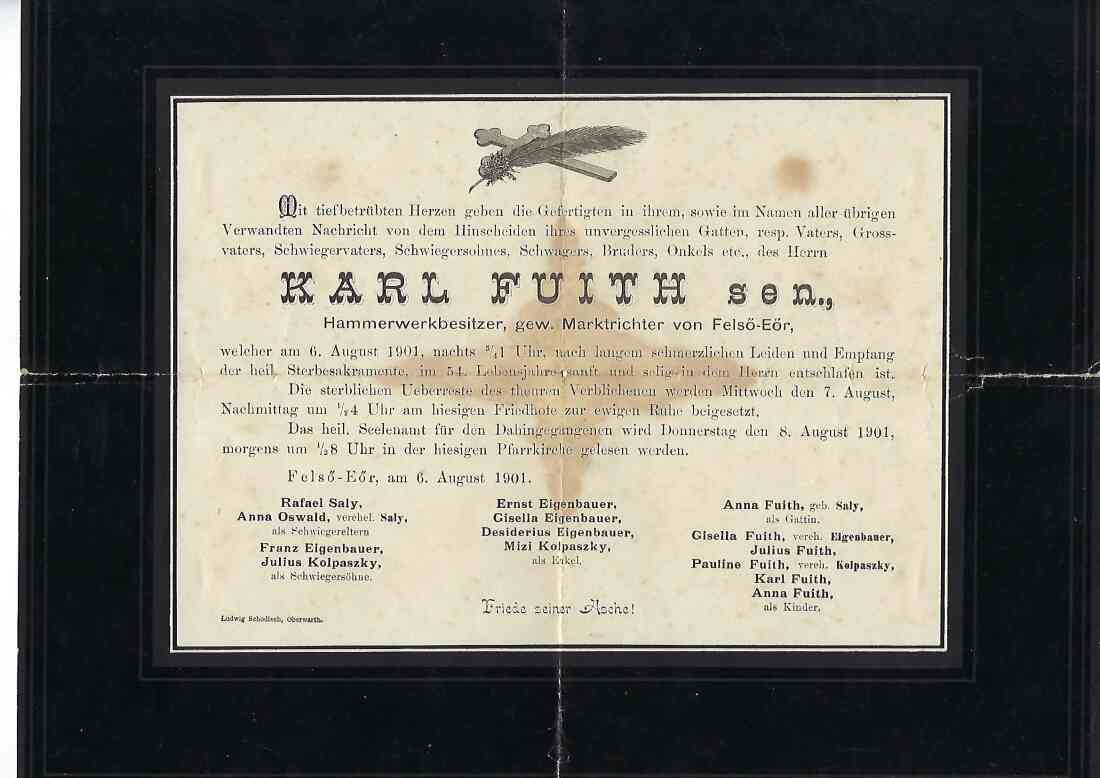 Mit tiefbetrübten Herzen geben die Gefertigten in ihrem, sowie im Namen aller übrigen
Verwandten Nachricht von dem Hinscheiden ihres unvergesslichen Gatten, resp. Vaters, Gross-
vaters, Schwiegervaters, Schwiegersohnes, Schwagers, Bruders, Onkels etc., des Herrn
KARL FUITH sen.,
Hammerwerkbesitzer, gew. Marktrichter von Felső-Eőr,
welcher am 6. August 1901, nachts ³/₄1 Uhr, nach langem schmerzlichen Leiden und Empfang
der heil. Sterbesakramente, im 54. Lebensjahre sanft und selig in dem Herrn entschlafen ist.
Die sterblichen Ueberreste des theuren Verblichenen werden Mittwoch den 7. August,
Nachmittag um ¹/₂4 Uhr am hiesigen Friedhofe zur ewigen Ruhe beigesetzt.
Das heil. Seelenamt für den Dahingegangenen wird Donnerstag den 8. August 1901,
morgens um ¹/₂8 Uhr in der hiesigen Pfarrkirche gelesen werden.
Felső-Eőr, am 6. August 1901.
Rafael Saly,
Anna Oswald, verehel. Saly,
als Schwiegereltern
Franz Eigenbauer,
Julius Kolpaszky,
als Schwiegersöhne.
Ernst Eigenbauer,
Gisella Eigenbauer,
Desiderius Eigenbauer,
Mizi Kolpaszky,
als Enkel.
Anna Fuith, geb. Saly,
als Gattin.
Gisella Fuith, vereh. Eigenbauer,
Julius Fuith,
Pauline Fuith, vereh. Kolpaszky,
Karl Fuith,
Anna Fuith,
als Kinder.
Friede seiner Asche!
Ludwig Schodisch, Oberwarth.